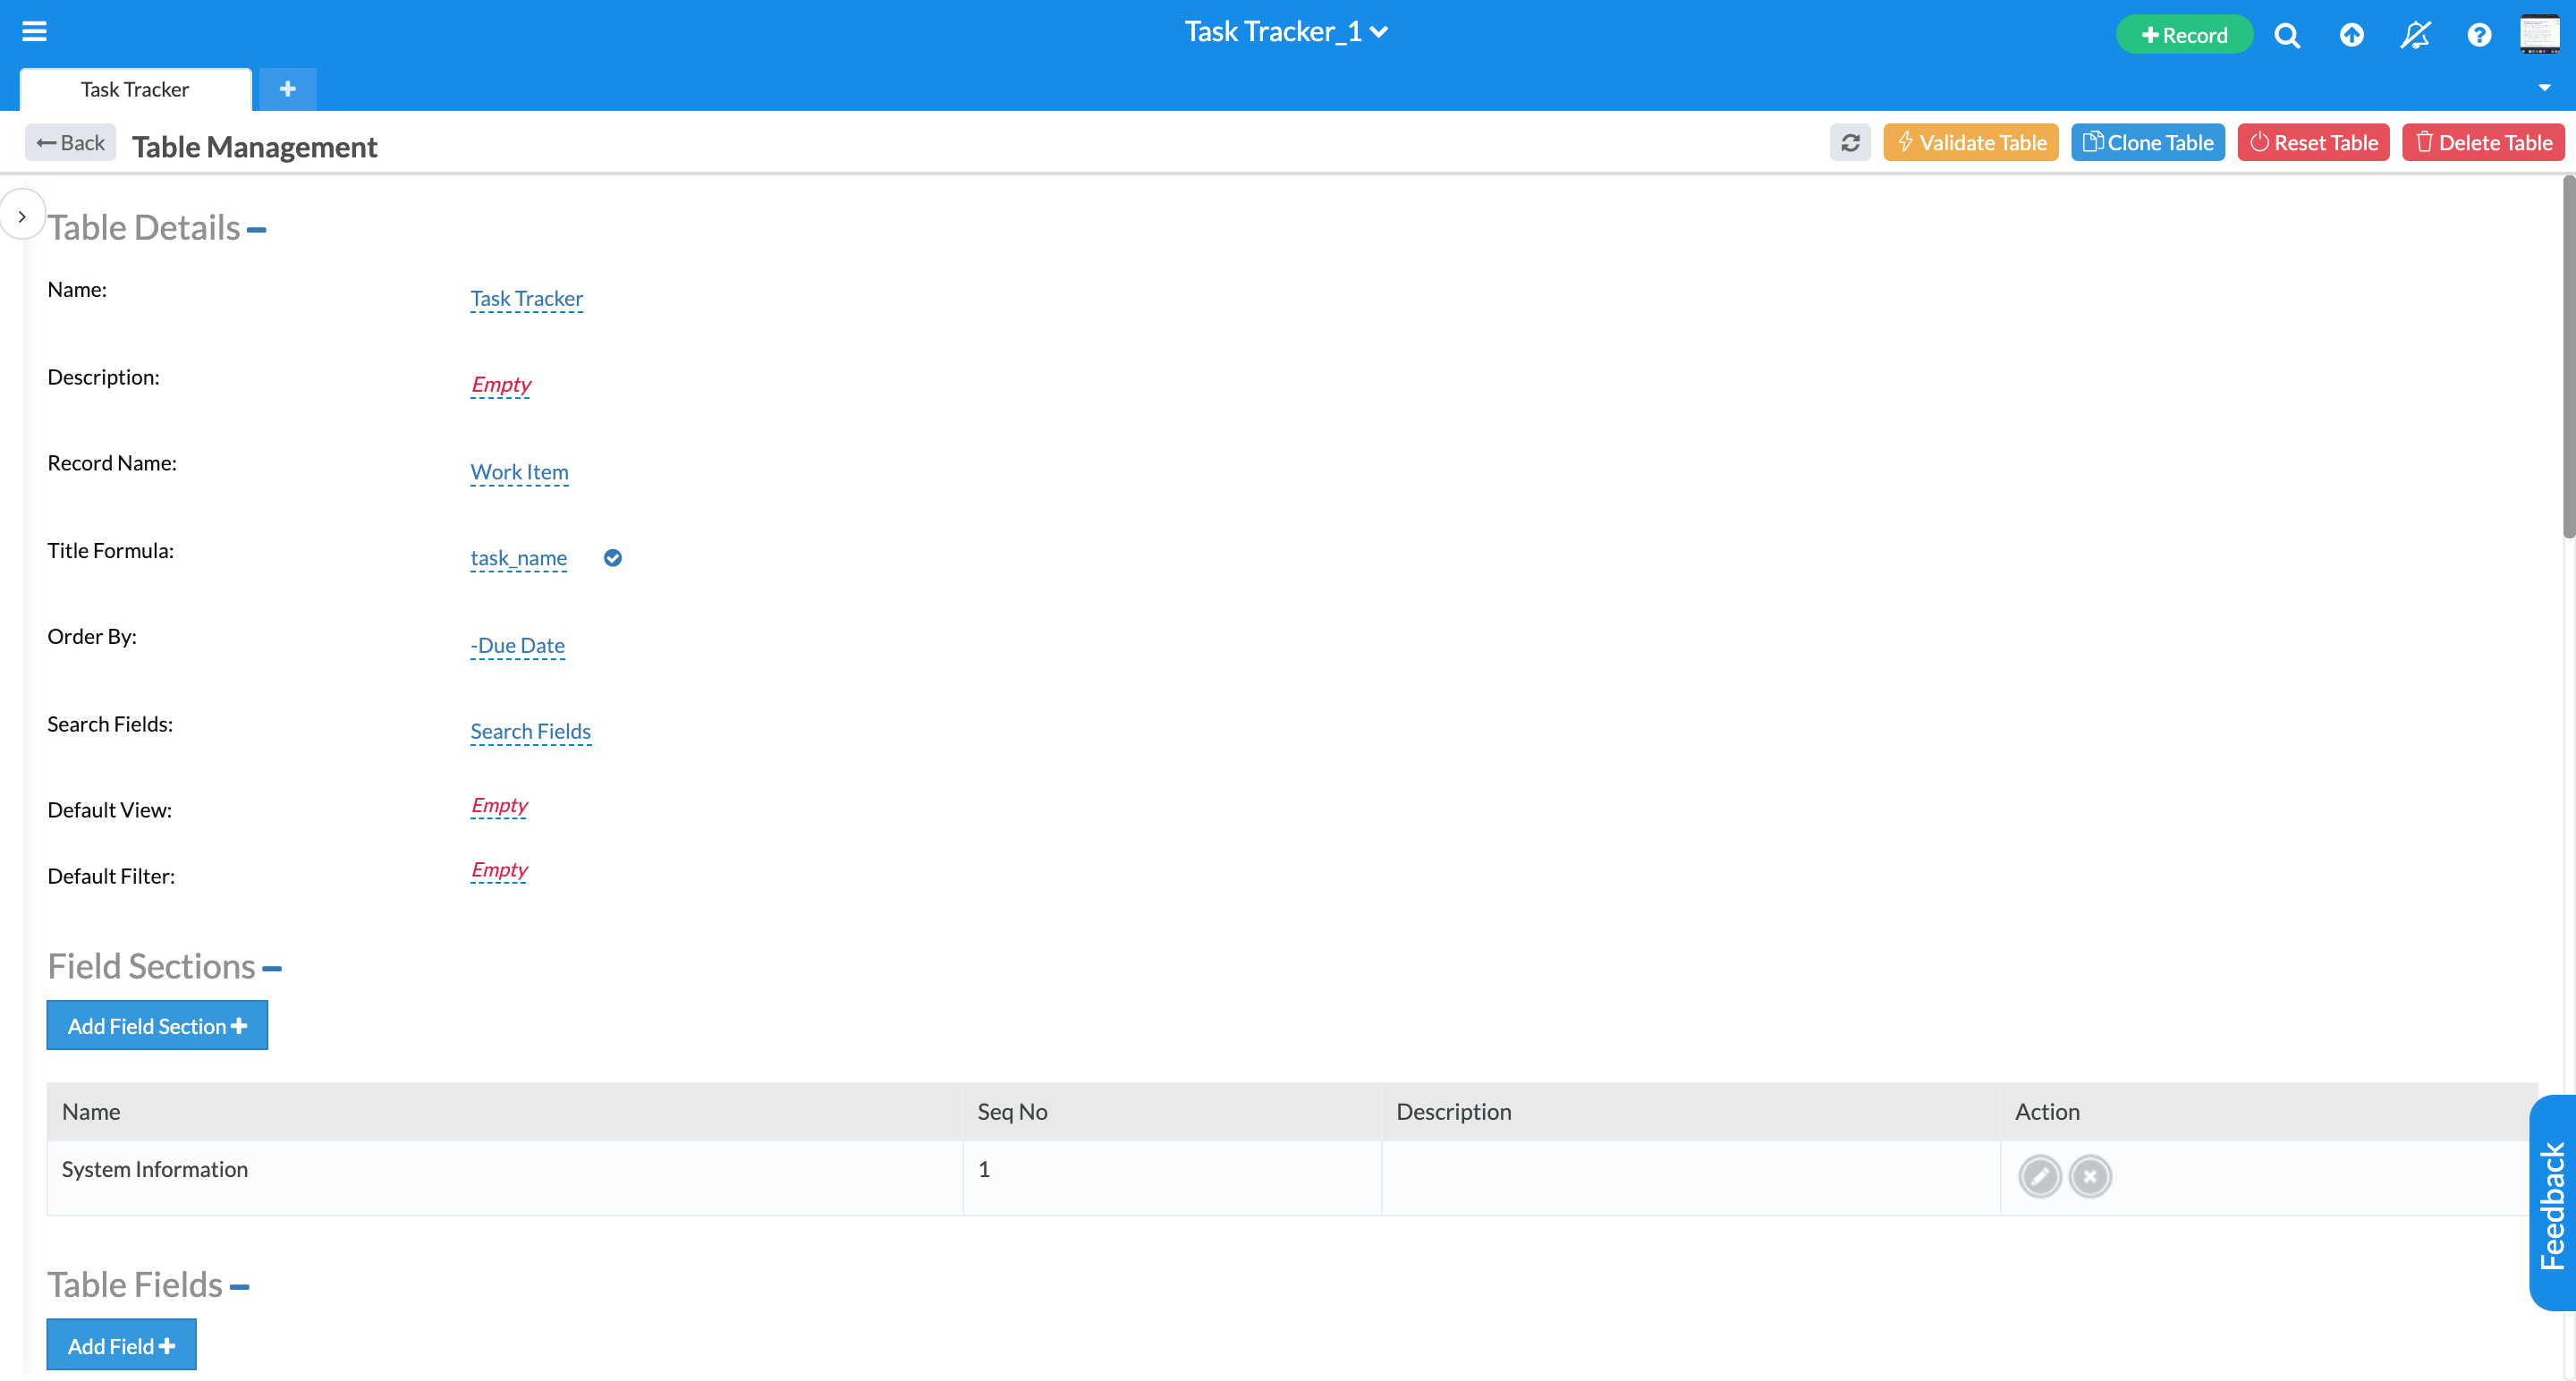 Task Tracker_1
Record
Task Tracker
Back
Table Management
Validate Table
Clone Table
Reset Table
Delete Table
Table Details
Name:
Task Tracker
Description:
Empty
Record Name:
Work Item
Title Formula:
task_name
Order By:
-Due Date
Search Fields:
Search Fields
Default View:
Empty
Default Filter:
Empty
Field Sections
Add Field Section
Name
Seq No
Description
Action
System Information
1
Feedback
Table Fields
Add Field